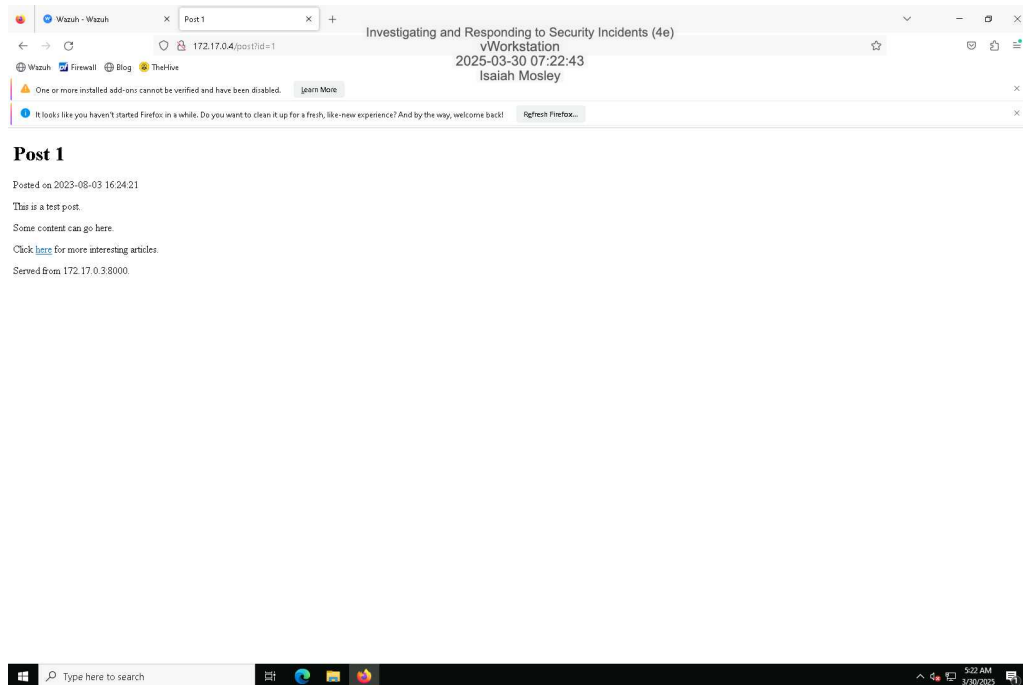 Wazuh - Wazuh
Post 1
Investigating and Responding to Security Incidents (4e)
172.17.0.4/post?id=1
vWorkstation
2025-03-30 07:22:43
Isaiah Mosley
Wazuh Firewall Blog TheHive
One or more installed add-ons cannot be verified and have been disabled. Learn More
It looks like you haven't started Firefox in a while. Do you want to clean it up for a fresh, like-new experience? And by the way, welcome back! Refresh Firefox...
Post 1
Posted on 2023-08-03 16:24:21
This is a test post.
Some content can go here.
Click here for more interesting articles.
Served from 172.17.0.3:8000.
Type here to search
5:22 AM
3/30/2025